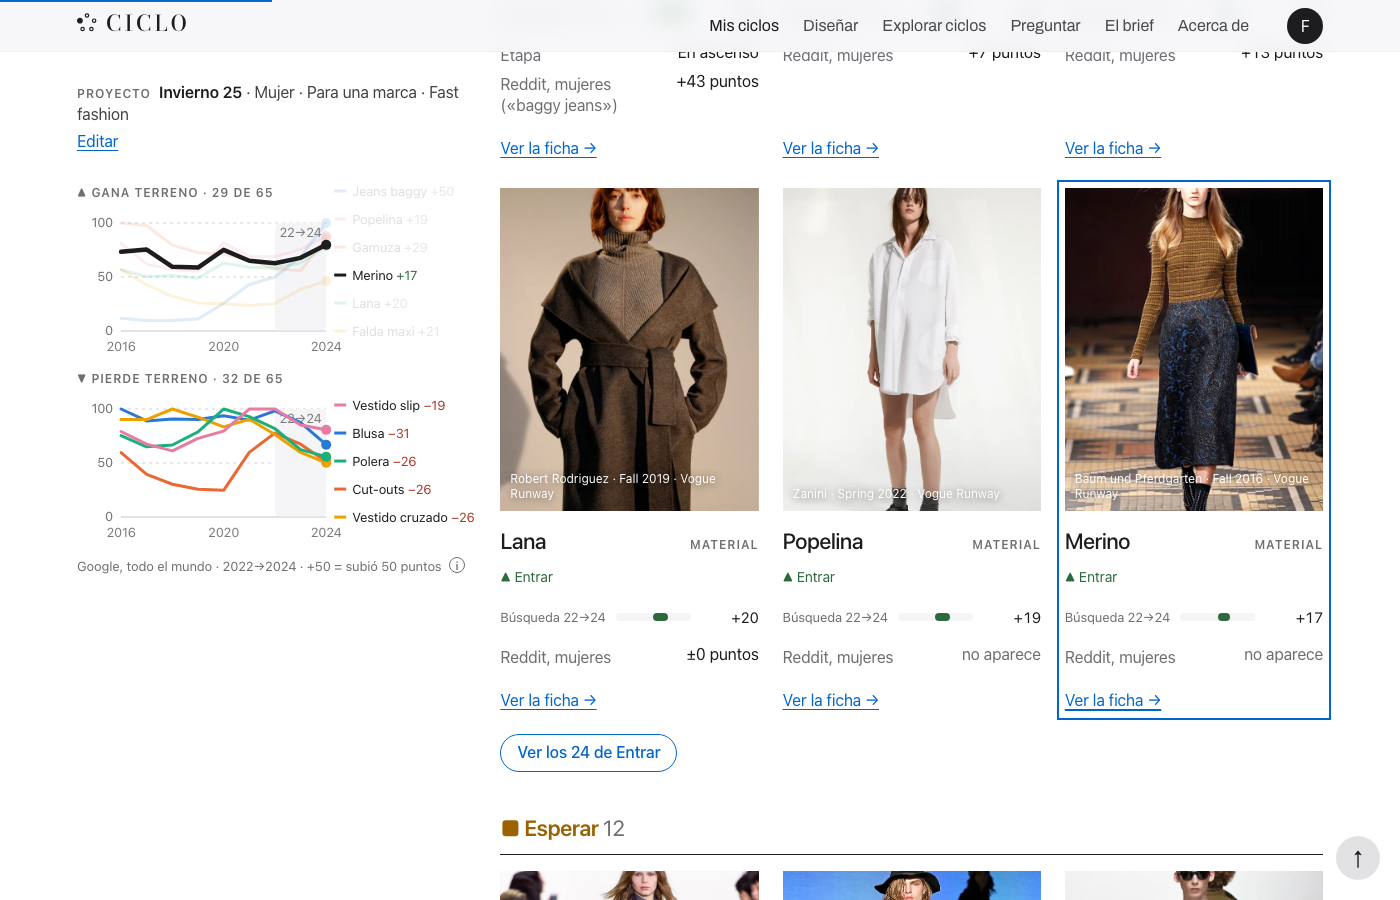 CICLO
Mis ciclos
Diseñar
Explorar ciclos
Preguntar
El brief
Acerca de
F
PROYECTO Invierno 25 · Mujer · Para una marca · Fast
fashion
Editar
▲ GANA TERRENO · 29 DE 65
100
50
0
22→24
2016
2020
2024
Jeans baggy +50
Popelina +19
Gamuza +29
Merino +17
Lana +20
Falda maxi +21
▼ PIERDE TERRENO · 32 DE 65
100
50
0
22→24
2016
2020
2024
Vestido slip −19
Blusa −31
Polera −26
Cut-outs −26
Vestido cruzado −26
Google, todo el mundo · 2022→2024 · +50 = subió 50 puntos
Etapa En ascenso
Reddit, mujeres +43 puntos
(«baggy jeans»)
Ver la ficha →
Reddit, mujeres +7 puntos
Ver la ficha →
Reddit, mujeres +13 puntos
Ver la ficha →
Robert Rodriguez · Fall 2019 · Vogue
Runway
Lana MATERIAL
▲ Entrar
Búsqueda 22→24 +20
Reddit, mujeres ±0 puntos
Ver la ficha →
Zanini · Spring 2022 · Vogue Runway
Popelina MATERIAL
▲ Entrar
Búsqueda 22→24 +19
Reddit, mujeres no aparece
Ver la ficha →
Baum und Pferdgarten · Fall 2016 · Vogue
Runway
Merino MATERIAL
▲ Entrar
Búsqueda 22→24 +17
Reddit, mujeres no aparece
Ver la ficha →
Ver los 24 de Entrar
Esperar 12
↑